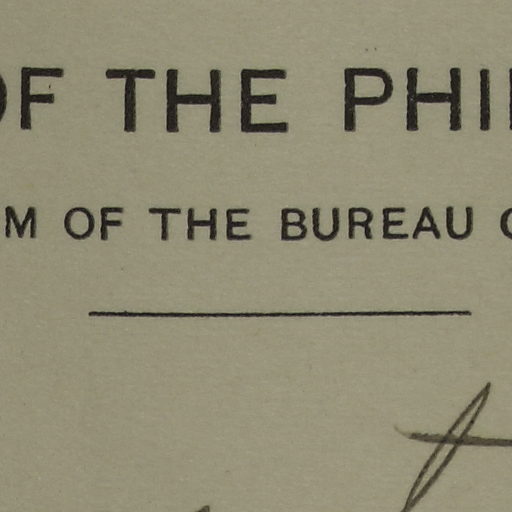 OF THE PHI
M OF THE BUREAU